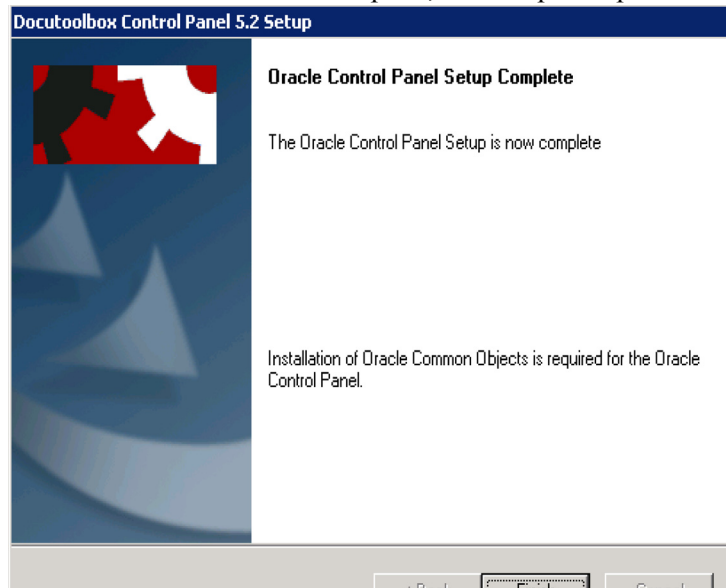 Docutoolbox Control Panel 5.2 Setup
Oracle Control Panel Setup Complete
The Oracle Control Panel Setup is now complete
Installation of Oracle Common Objects is required for the Oracle
Control Panel.